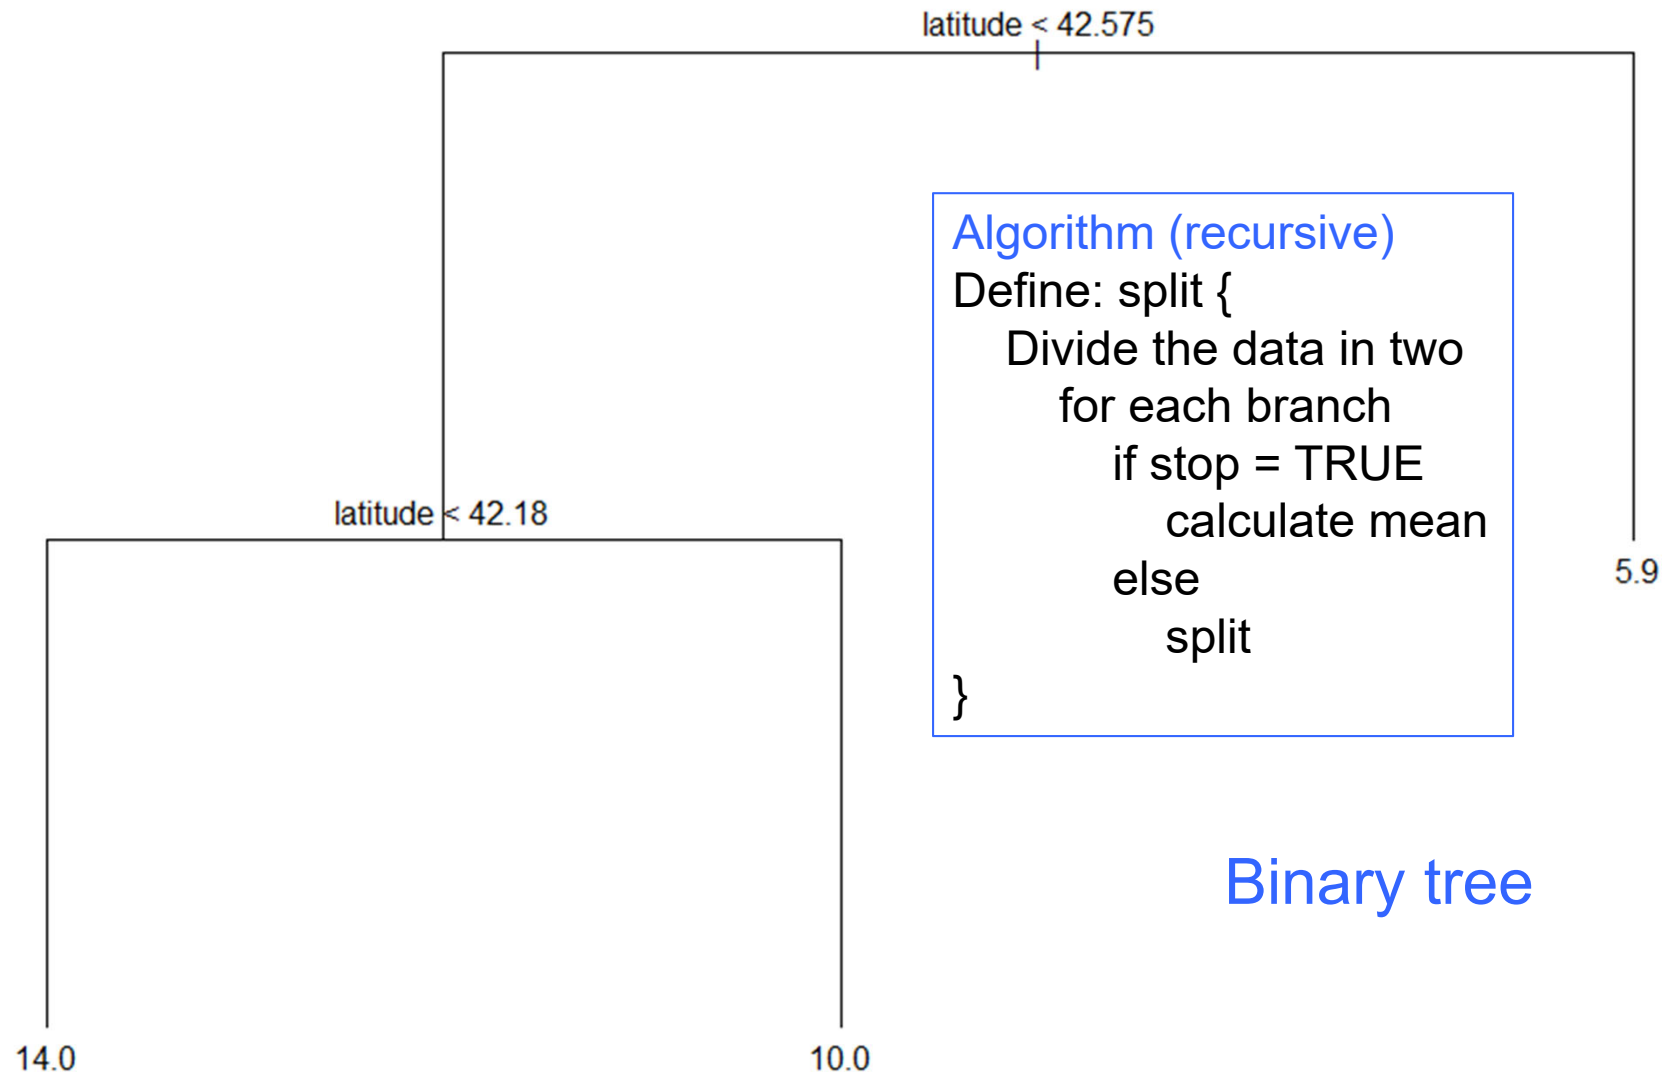 latitude < 42.575
Algorithm (recursive)
Define: split {
Divide the data in two
for each branch
if stop = TRUE
calculate mean
else
split
}
latitude < 42.18
5.9
Binary tree
14.0
10.0